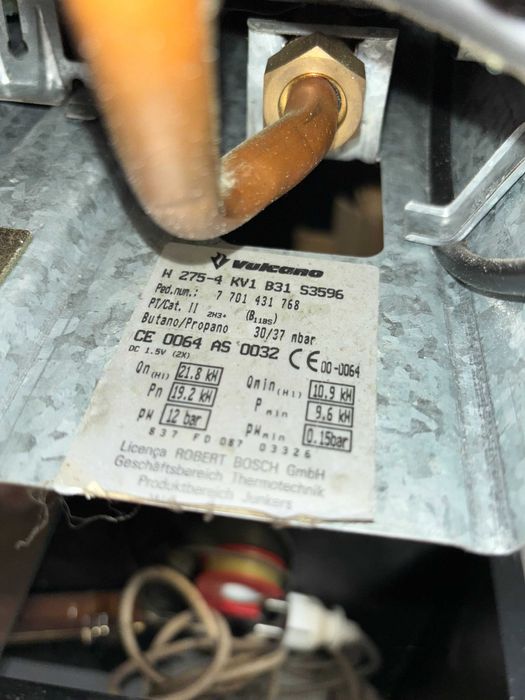 Vulcano
W 275-4 KV1 B31 S3596
Ped.num.: 7 701 431 768
PT/Cat. II 2H3+ (B11BS)
Butano/Propano 30/37 mbar
CE 0064 AS 0032 CE 00-0064
DC 1.5V (2X)
Qn(Hi) 21.8 kW Qmin(Hi) 10.9 kW
Pn 19.2 kW Pmin 9.6 kW
pW 12 bar pWmin 0.15bar
837 FD 087 03326
Licença ROBERT BOSCH GmbH
Geschäftsbereich Thermotechnik
Produktbereich Junkers